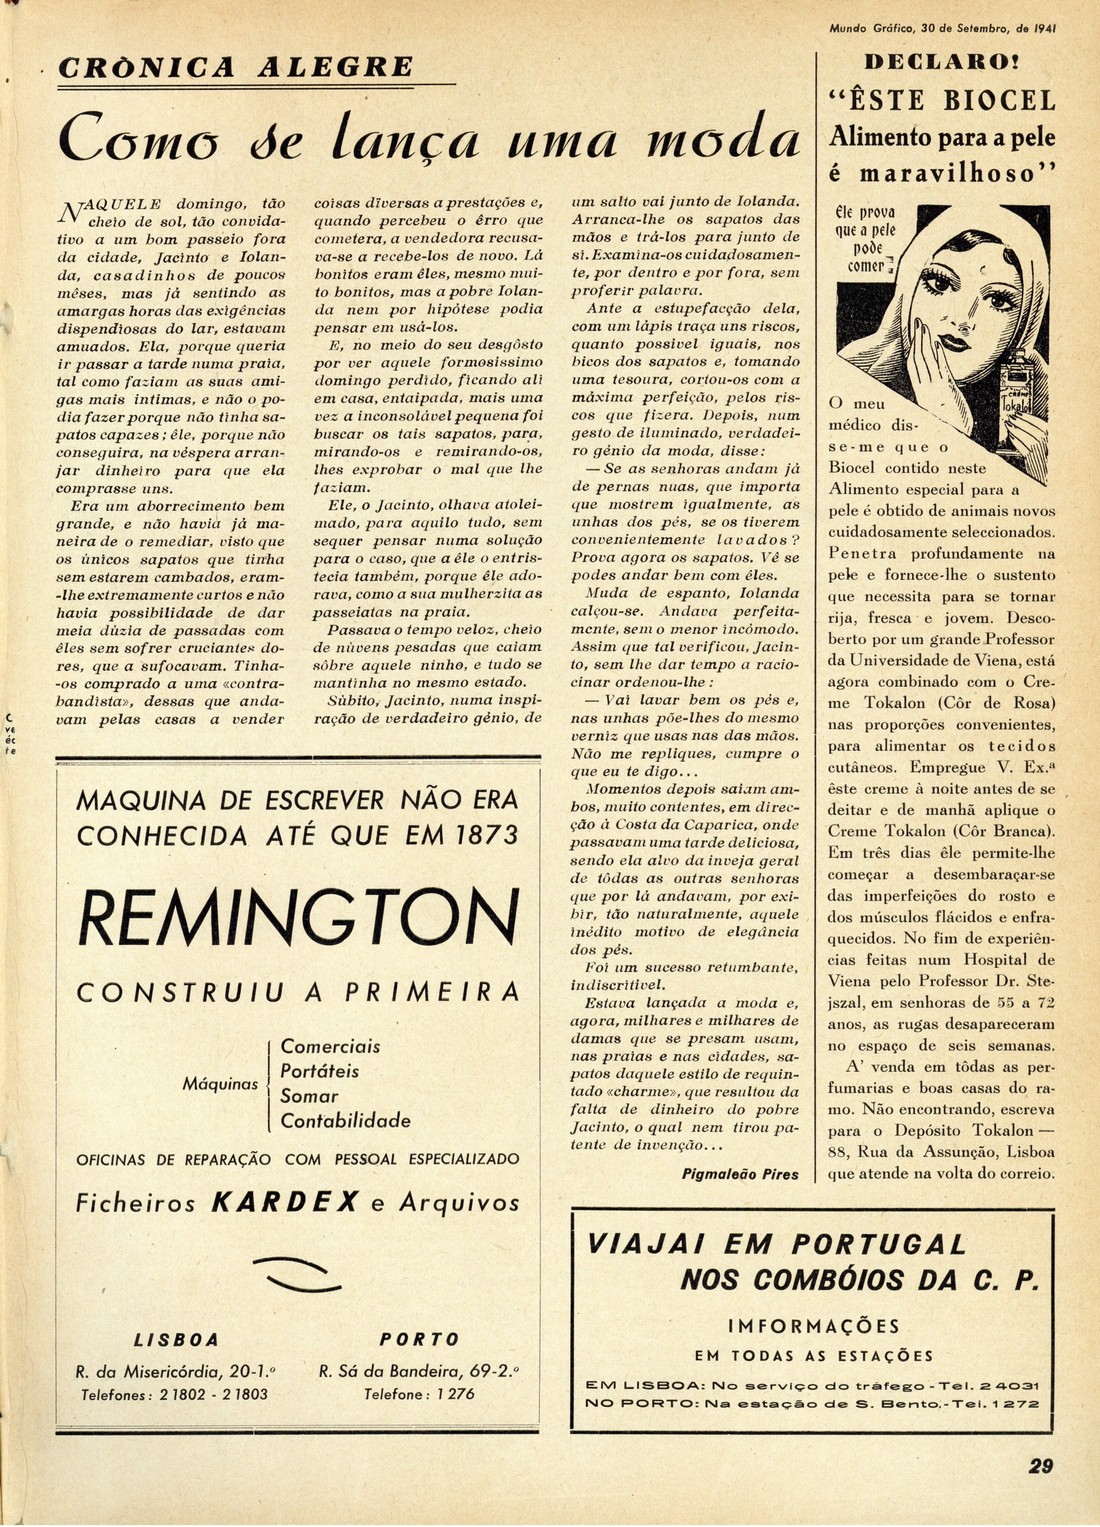 Mundo Gráfico, 30 de Setembro, de 1941
CRÒNICA ALEGRE
Como se lança uma moda
NAQUELE domingo, tão
cheio de sol, tão convida-
tivo a um bom passeio fora
da cidade, Jacinto e Iolan-
da, casadinhos de poucos
mêses, mas já sentindo as
amargas horas das exigências
dispendiosas do lar, estavam
amuados. Ela, porque queria
ir passar a tarde numa praia,
tal como faziam as suas ami-
gas mais intimas, e não o po-
dia fazer porque não tinha sa-
patos capazes; êle, porque não
conseguira, na véspera arran-
jar dinheiro para que ela
comprasse uns.
Era um aborrecimento bem
grande, e não havia já ma-
neira de o remediar, visto que
os ùnicos sapatos que tinha
sem estarem cambados, eram-
-lhe extremamente curtos e não
havia possibilidade de dar
meia dùzia de passadas com
êles sem sofrer cruciantes do-
res, que a sufocavam. Tinha-
-os comprado a uma «contra-
bandista», dessas que anda-
vam pelas casas a vender
coisas diversas a prestações e,
quando percebeu o êrro que
cometera, a vendedora recusa-
va-se a recebe-los de novo. Lá
bonitos eram êles, mesmo mui-
to bonitos, mas a pobre Iolan-
da nem por hipótese podia
pensar em usá-los.
E, no meio do seu desgôsto
por ver aquele formosissimo
domingo perdido, ficando ali
em casa, entaipada, mais uma
vez a inconsolável pequena foi
buscar os tais sapatos, para,
mirando-os e remirando-os,
lhes exprobar o mal que lhe
faziam.
Ele, o Jacinto, olhava atolei-
mado, para aquilo tudo, sem
sequer pensar numa solução
para o caso, que a êle o entris-
tecia também, porque êle ado-
rava, como a sua mulherzita as
passeiatas na praia.
Passava o tempo veloz, cheio
de nùvens pesadas que caiam
sôbre aquele ninho, e tudo se
mantinha no mesmo estado.
Sùbito, Jacinto, numa inspi-
ração de verdadeiro génio, de
um salto vai junto de Iolanda.
Arranca-lhe os sapatos das
mãos e trá-los para junto de
si. Examina-os cuidadosamen-
te, por dentro e por fora, sem
proferir palavra.
Ante a estupefacção dela,
com um lápis traça uns riscos,
quanto possivel iguais, nos
bicos dos sapatos e, tomando
uma tesoura, cortou-os com a
máxima perfeição, pelos ris-
cos que fizera. Depois, num
gesto de iluminado, verdadei-
ro génio da moda, disse:
— Se as senhoras andam já
de pernas nuas, que importa
que mostrem igualmente, as
unhas dos pés, se os tiverem
convenientemente lavados?
Prova agora os sapatos. Vê se
podes andar bem com êles.
Muda de espanto, Iolanda
calçou-se. Andava perfeita-
mente, sem o menor incómodo.
Assim que tal verificou, Jacin-
to, sem lhe dar tempo a racio-
cinar ordenou-lhe:
— Vai lavar bem os pés e,
nas unhas põe-lhes do mesmo
verniz que usas nas das mãos.
Não me repliques, cumpre o
que eu te digo...
Momentos depois saiam am-
bos, muito contentes, em direc-
ção à Costa da Caparica, onde
passavam uma tarde deliciosa,
sendo ela alvo da inveja geral
de tôdas as outras senhoras
que por lá andavam, por exi-
bir, tão naturalmente, aquele
inédito motivo de elegância
dos pés.
Foi um sucesso retumbante,
indiscritivel.
Estava lançada a moda e,
agora, milhares e milhares de
damas que se presam usam,
nas praias e nas cidades, sa-
patos daquele estilo de requin-
tado «charme», que resultou da
falta de dinheiro do pobre
Jacinto, o qual nem tirou pa-
tente de invenção...
Pigmaleão Pires
DECLARO!
“ÊSTE BIOCEL
Alimento para a pele
é maravilhoso”
Êle prova
que a pele
pode
comer
CREME
Tokalon
O meu
médico dis-
se-me que o
Biocel contido neste
Alimento especial para a
pele é obtido de animais novos
cuidadosamente seleccionados.
Penetra profundamente na
pele e fornece-lhe o sustento
que necessita para se tornar
rija, fresca e jovem. Desco-
berto por um grande Professor
da Universidade de Viena, está
agora combinado com o Cre-
me Tokalon (Côr de Rosa)
nas proporções convenientes,
para alimentar os tecidos
cutâneos. Empregue V. Ex.ª
êste creme à noite antes de se
deitar e de manhã aplique o
Creme Tokalon (Côr Branca).
Em três dias êle permite-lhe
começar a desembaraçar-se
das imperfeições do rosto e
dos músculos flácidos e enfra-
quecidos. No fim de experiên-
cias feitas num Hospital de
Viena pelo Professor Dr. Ste-
jszal, em senhoras de 55 a 72
anos, as rugas desapareceram
no espaço de seis semanas.
A' venda em tôdas as per-
fumarias e boas casas do ra-
mo. Não encontrando, escreva
para o Depósito Tokalon —
88, Rua da Assunção, Lisboa
que atende na volta do correio.
MAQUINA DE ESCREVER NÃO ERA
CONHECIDA ATÉ QUE EM 1873
REMINGTON
CONSTRUIU A PRIMEIRA
Máquinas
Comerciais
Portáteis
Somar
Contabilidade
OFICINAS DE REPARAÇÃO COM PESSOAL ESPECIALIZADO
Ficheiros KARDEX e Arquivos
LISBOA
R. da Misericórdia, 20-1.º
Telefones: 21802 - 21803
PORTO
R. Sá da Bandeira, 69-2.º
Telefone: 1276
VIAJAI EM PORTUGAL
NOS COMBÓIOS DA C. P.
IMFORMAÇÕES
EM TODAS AS ESTAÇÕES
EM LISBOA: No serviço do tráfego - Tel. 24031
NO PORTO: Na estação de S. Bento.-Tel. 1272
29